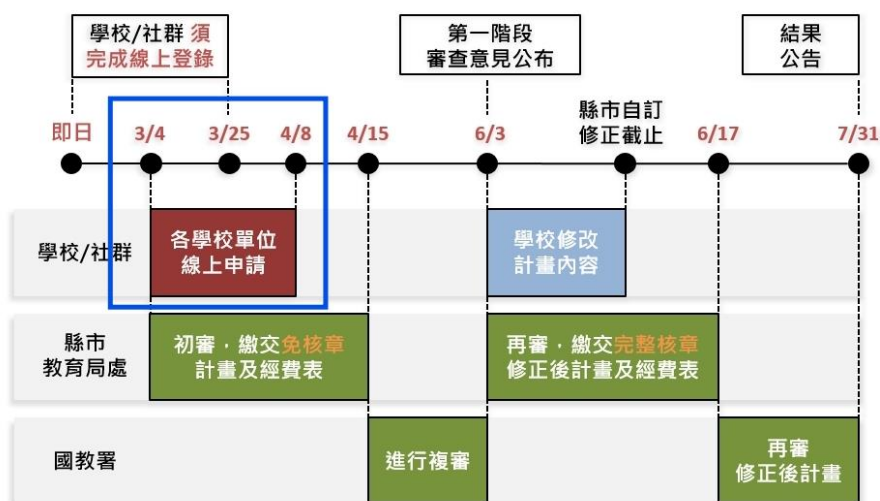 學校/社群 須
完成線上登錄
第一階段
審查意見公布
結果
公告
縣市自訂
修正截止
即日
3/4
3/25
4/8
4/15
6/3
6/17
7/31
學校/社群
各學校單位
線上申請
學校修改
計畫內容
縣市
教育局處
初審，繳交免核章
計畫及經費表
再審，繳交完整核章
修正後計畫及經費表
國教署
進行複審
再審
修正後計畫